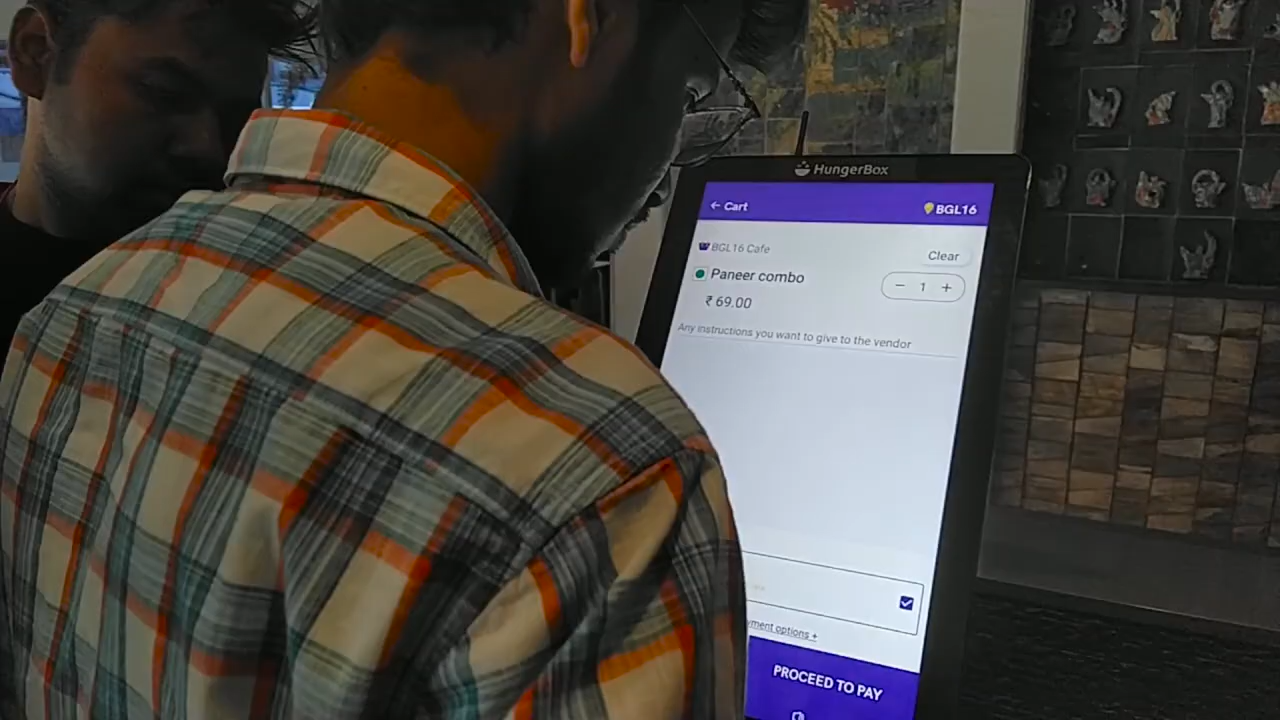 HungerBox
← Cart
BGL16
BGL16 Cafe
Clear
Paneer combo
− 1 +
₹ 69.00
Any instructions you want to give to the vendor
options +
PROCEED TO PAY